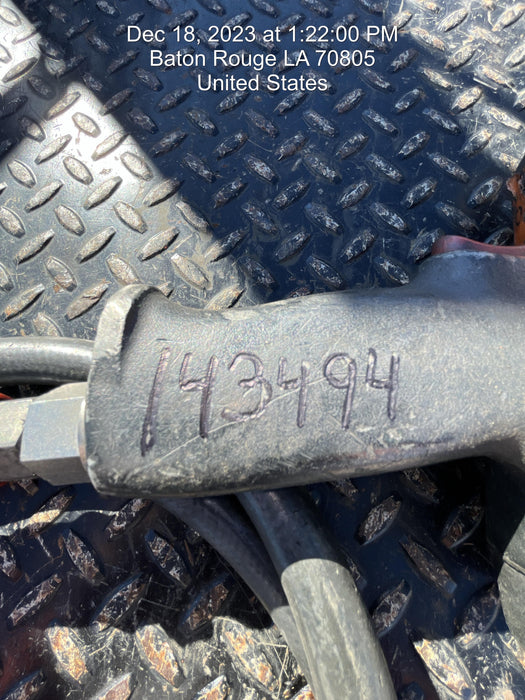 Dec 18, 2023 at 1:22:00 PM
Baton Rouge LA 70805
United States
143494